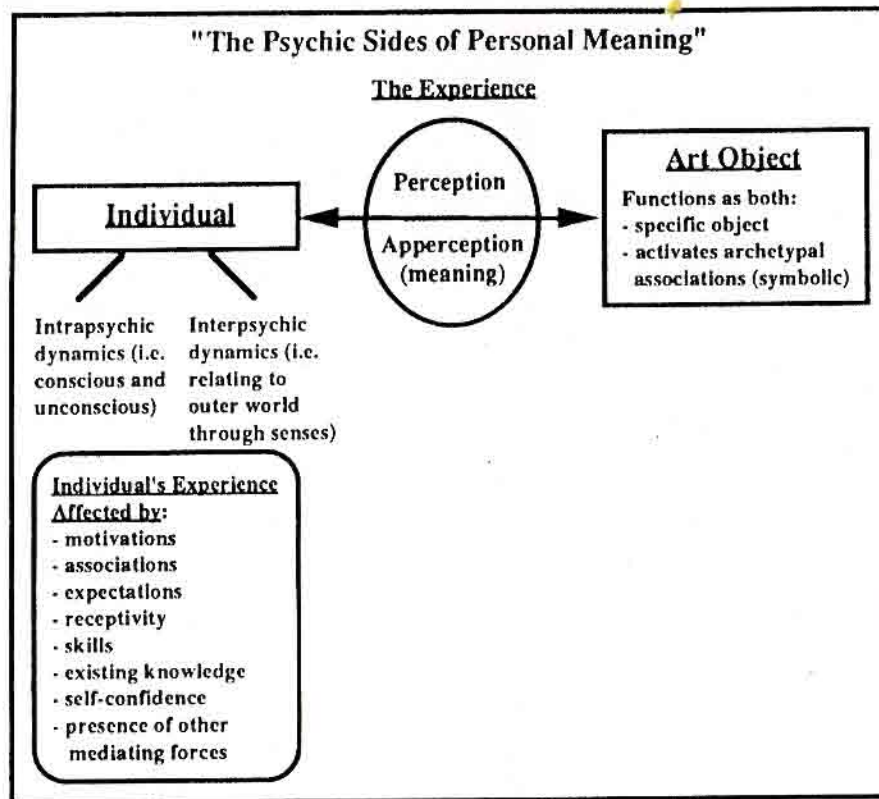 "The Psychic Sides of Personal Meaning"
The Experience
Perception
Apperception
(meaning)
Individual
Art Object
Functions as both:
- specific object
- activates archetypal
associations (symbolic)
Intrapsychic
dynamics (i.e.
conscious and
unconscious)
Interpsychic
dynamics (i.e.
relating to
outer world
through senses)
Individual's Experience
Affected by:
- motivations
- associations
- expectations
- receptivity
- skills
- existing knowledge
- self-confidence
- presence of other
mediating forces